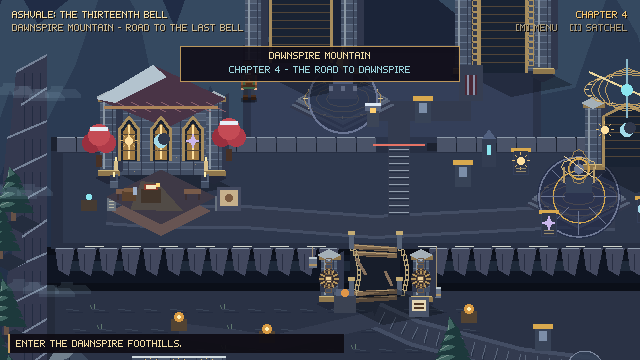 ASHVALE: THE THIRTEENTH BELL
DAWNSPIRE MOUNTAIN - ROAD TO THE LAST BELL
CHAPTER 4
[M] MENU [I] SATCHEL
DAWNSPIRE MOUNTAIN
CHAPTER 4 - THE ROAD TO DAWNSPIRE
ENTER THE DAWNSPIRE FOOTHILLS.